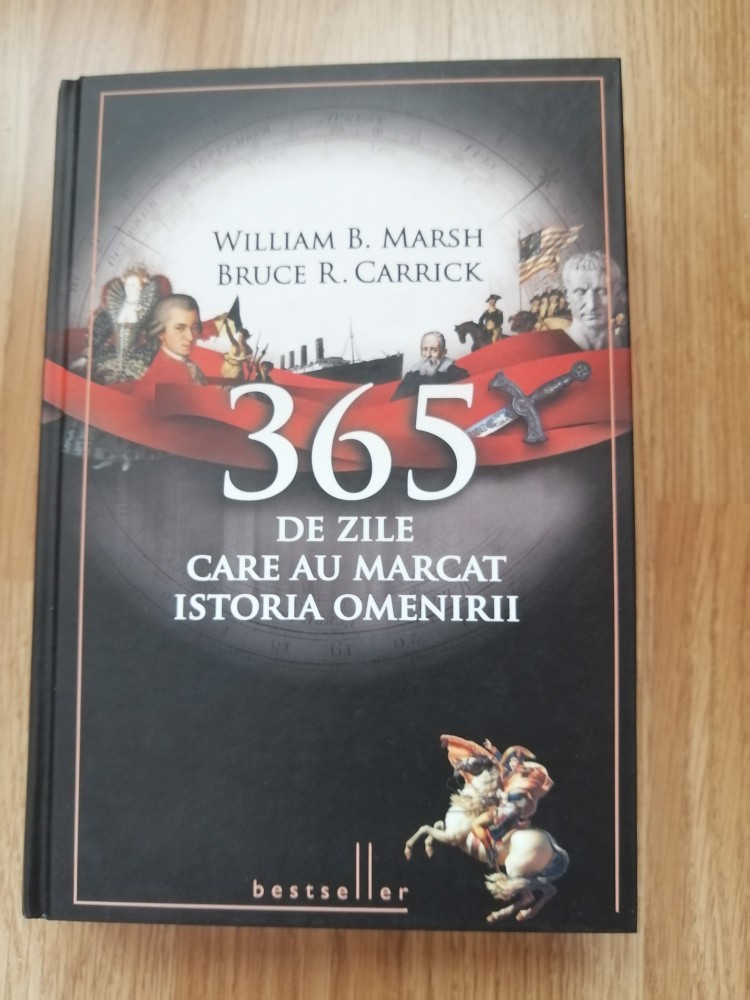 WILLIAM B. MARSH
BRUCE R. CARRICK
365
DE ZILE
CARE AU MARCAT
ISTORIA OMENIRII
bestseller